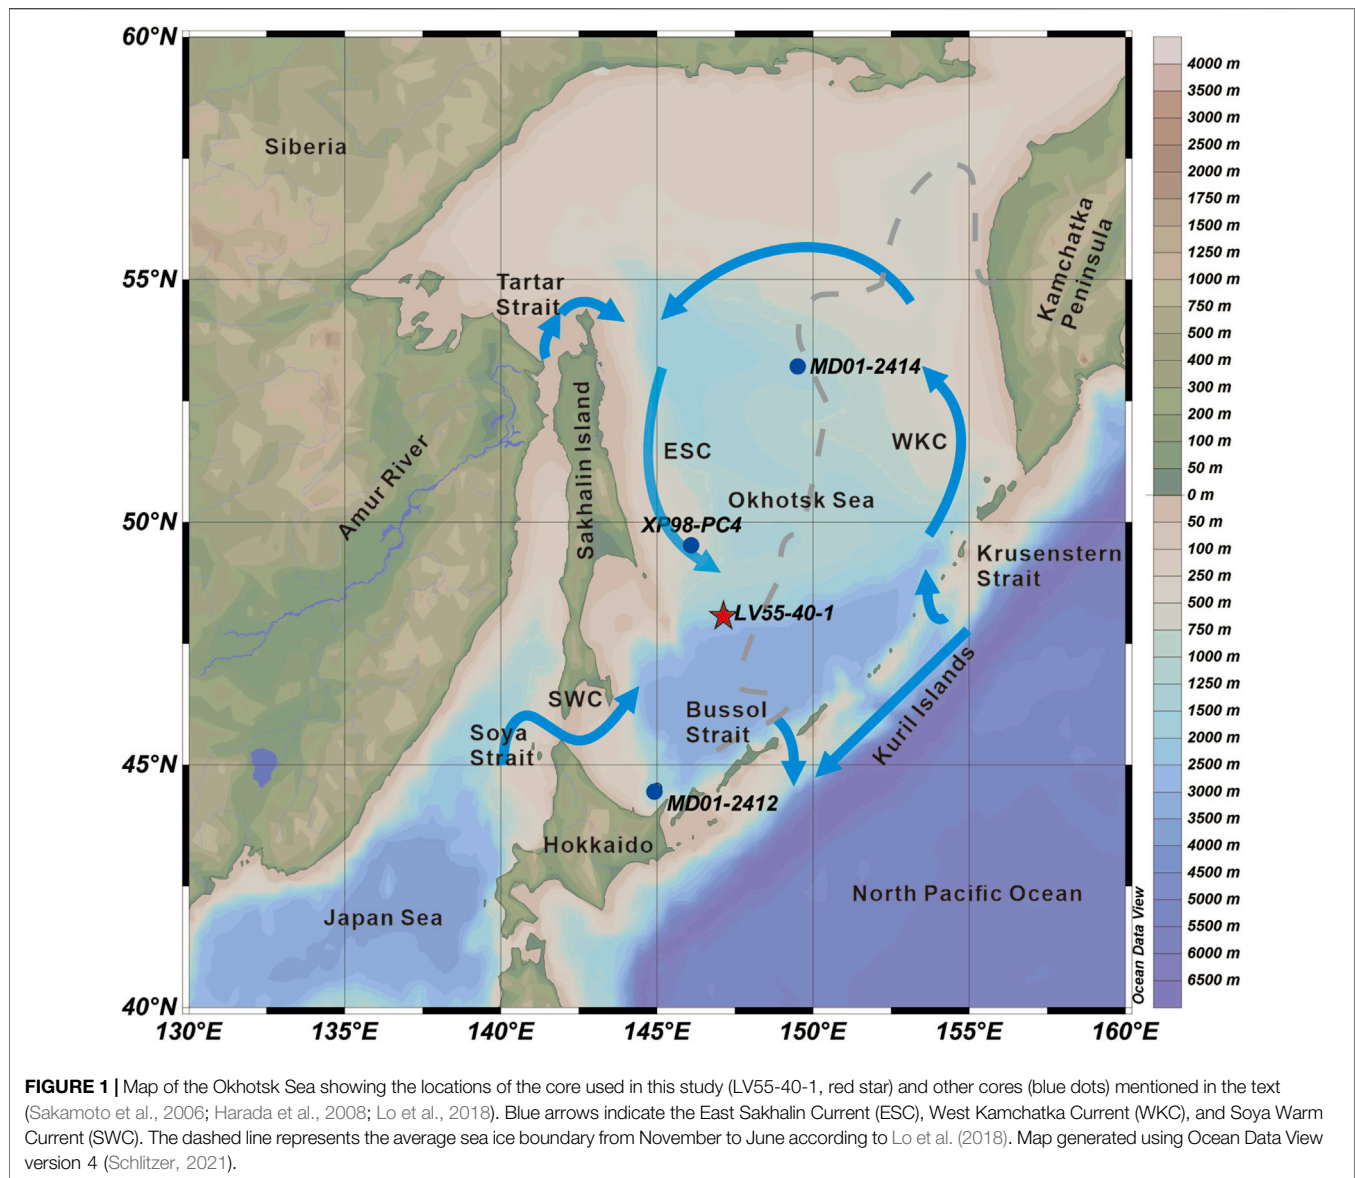 60°N
55°N
50°N
45°N
40°N
130°E
135°E
140°E
145°E
150°E
155°E
160°E
Siberia
Tartar
Strait
Kamchatka
Peninsula
MD01-2414
Sakhalin Island
ESC
WKC
Amur River
Okhotsk Sea
XP98-PC4
Krusenstern
Strait
LV55-40-1
SWC
Soya
Strait
Bussol
Strait
Kuril Islands
MD01-2412
Hokkaido
Japan Sea
North Pacific Ocean
Ocean Data View
4000 m
3500 m
3000 m
2500 m
2000 m
1750 m
1500 m
1250 m
1000 m
750 m
500 m
400 m
300 m
200 m
100 m
50 m
0 m
50 m
100 m
250 m
500 m
750 m
1000 m
1250 m
1500 m
2000 m
2500 m
3000 m
3500 m
4000 m
4500 m
5000 m
5500 m
6000 m
6500 m
FIGURE 1 | Map of the Okhotsk Sea showing the locations of the core used in this study (LV55-40-1, red star) and other cores (blue dots) mentioned in the text
(Sakamoto et al., 2006; Harada et al., 2008; Lo et al., 2018). Blue arrows indicate the East Sakhalin Current (ESC), West Kamchatka Current (WKC), and Soya Warm
Current (SWC). The dashed line represents the average sea ice boundary from November to June according to Lo et al. (2018). Map generated using Ocean Data View
version 4 (Schlitzer, 2021).